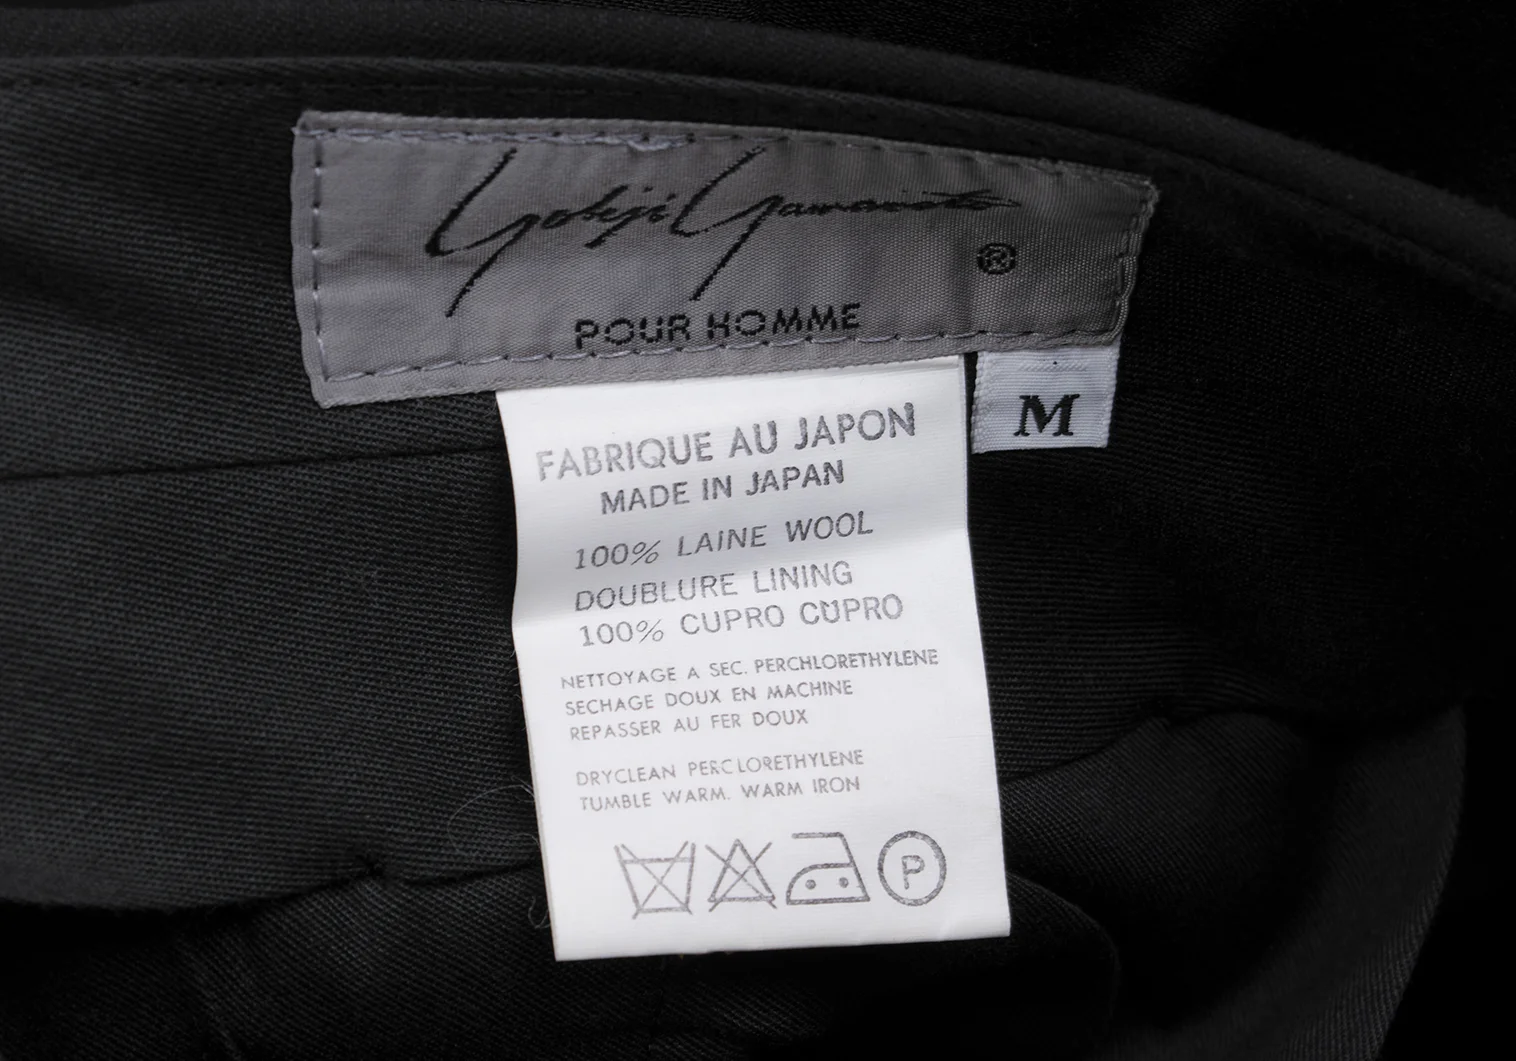 Yohji Yamamoto
®
POUR HOMME
M
FABRIQUE AU JAPON
MADE IN JAPAN
100% LAINE WOOL
DOUBLURE LINING
100% CUPRO CUPRO
NETTOYAGE A SEC. PERCHLORETHYLENE
SECHAGE DOUX EN MACHINE
REPASSER AU FER DOUX
DRYCLEAN PERCLORETHYLENE
TUMBLE WARM. WARM IRON
P